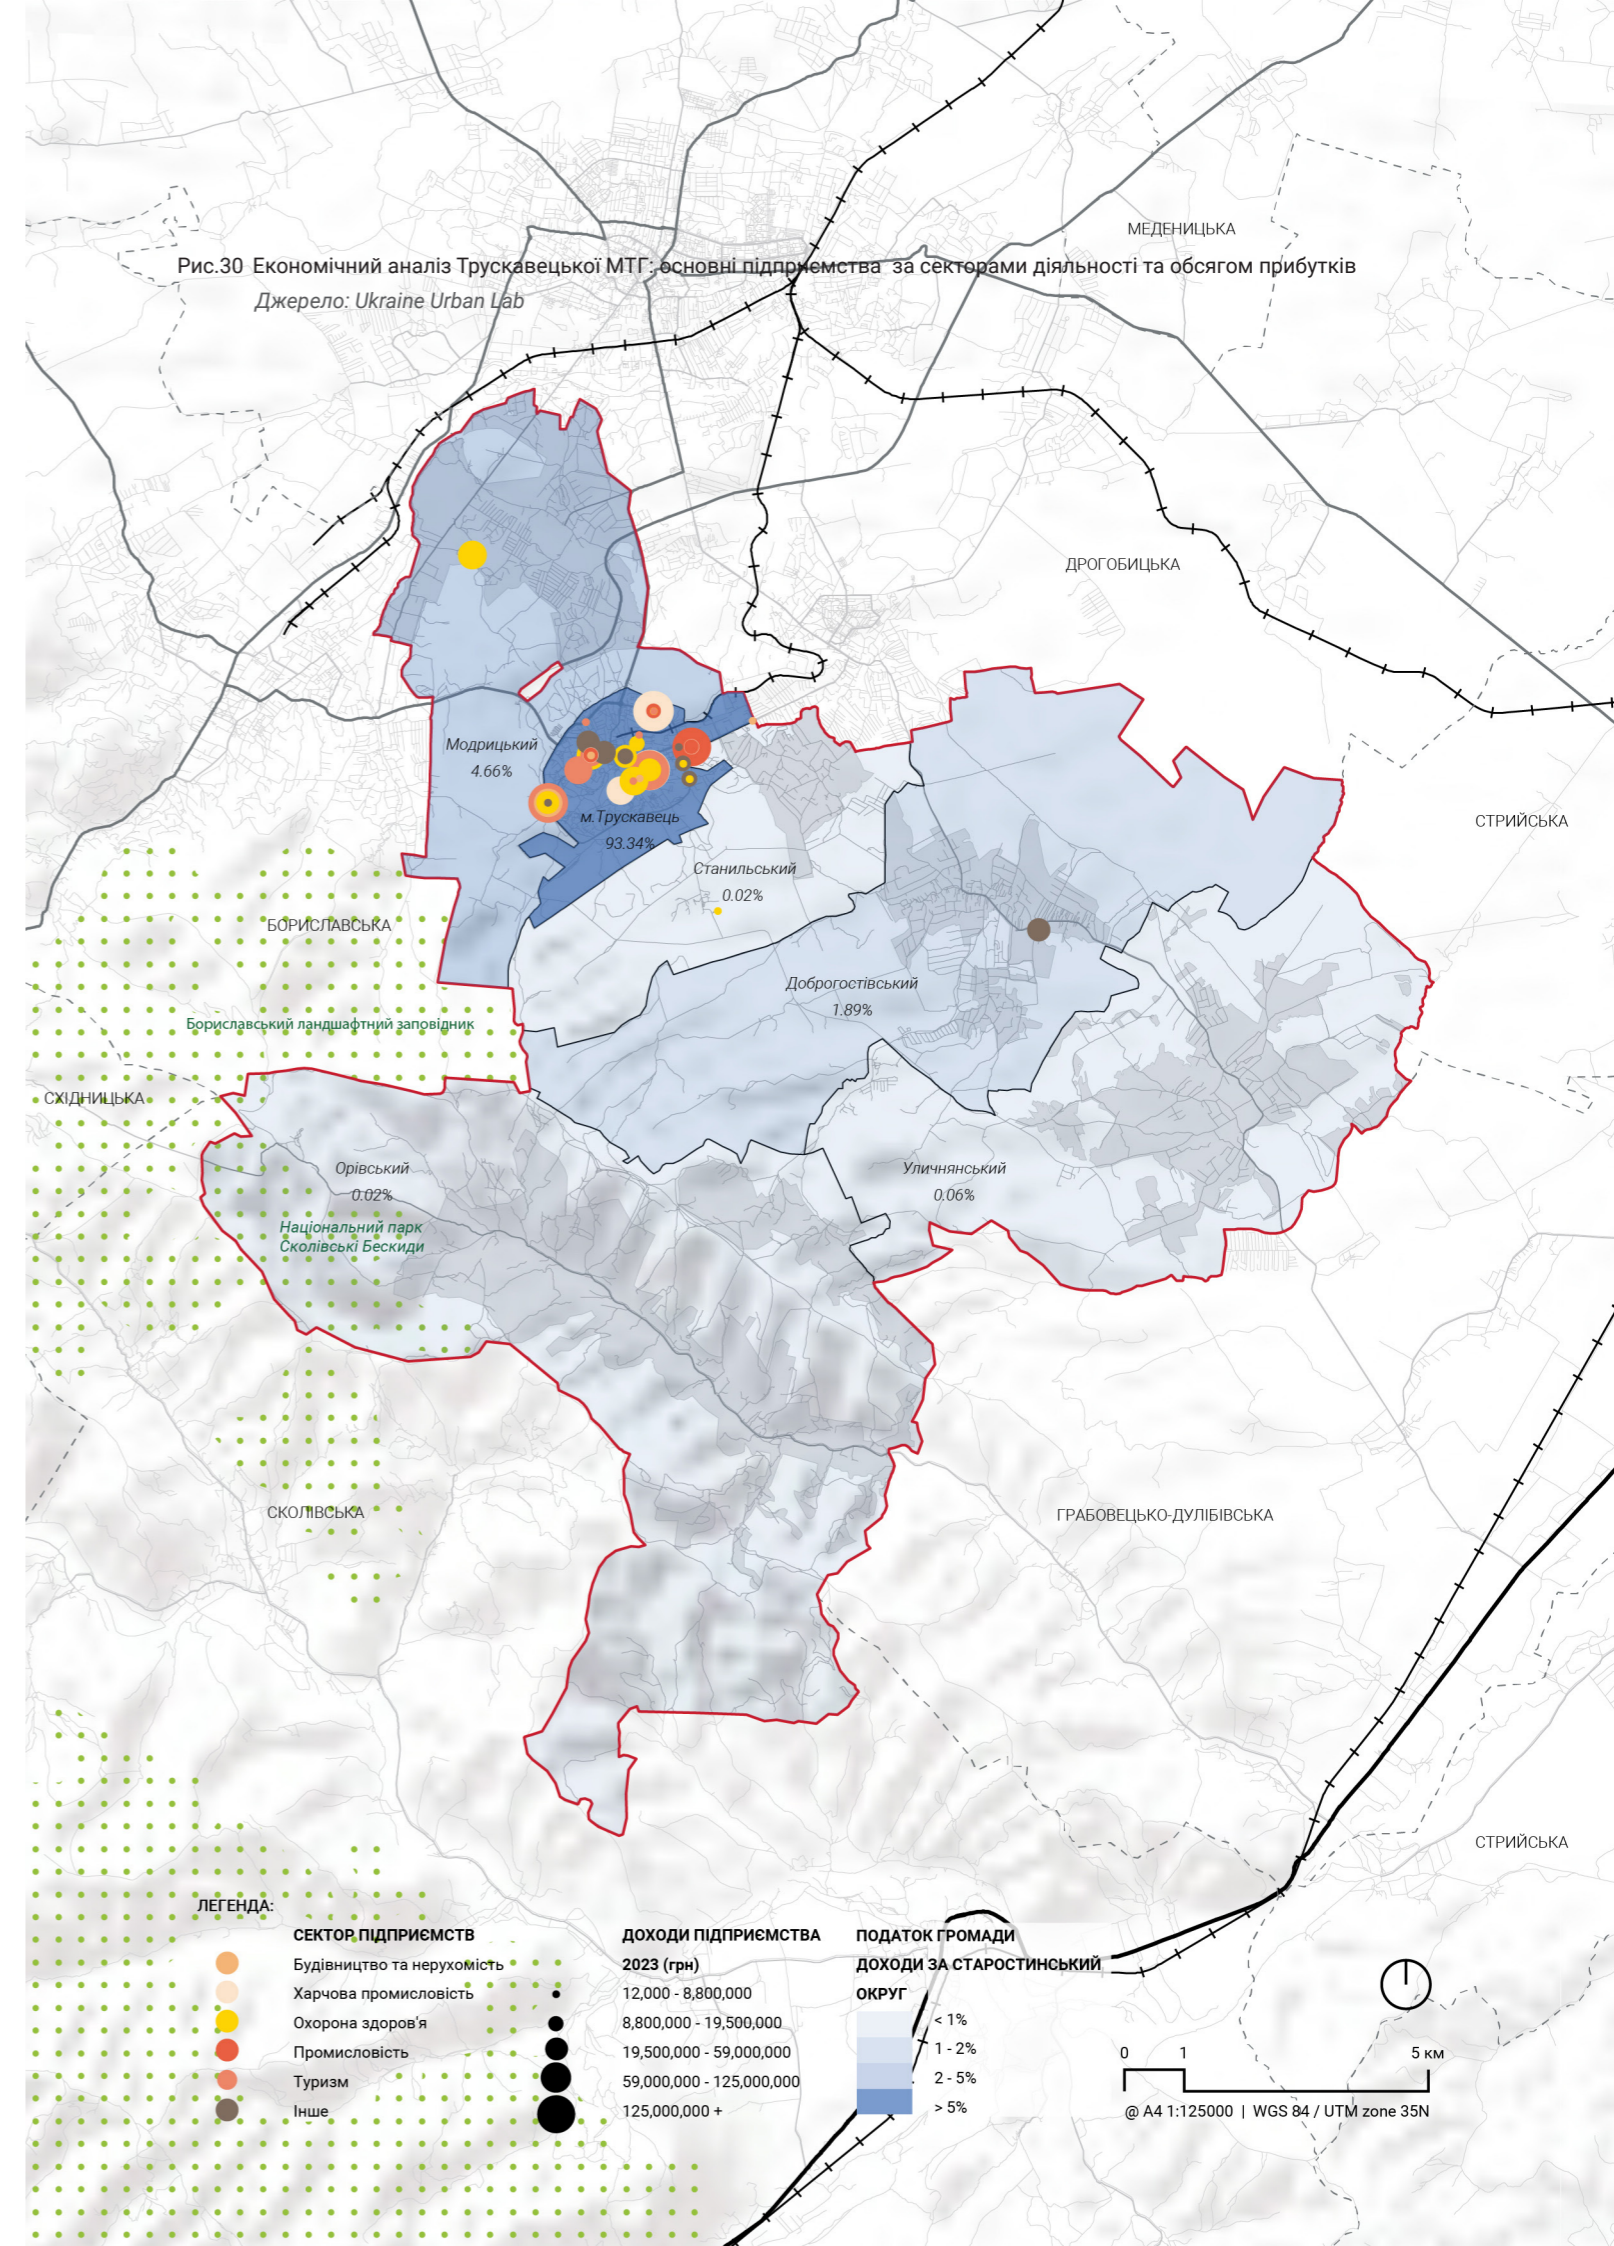 МЕДЕНИЦЬКА
Рис.30 Економічний аналіз Трускавецької МТГ: основні підприємства за секторами діяльності та обсягом прибутків
Джерело: Ukraine Urban Lab
ДРОГОБИЦЬКА
Модрицький
4.66%
м.Трускавець
93.34%
СТРИЙСЬКА
Станильський
0.02%
БОРИСЛАВСЬКА
Доброгостівський
1.89%
Бориславський ландшафтний заповідник
СХІДНИЦЬКА
Орівський
0.02%
Уличнянський
0.06%
Національний парк
Сколівські Бескиди
СКОЛІВСЬКА
ГРАБОВЕЦЬКО-ДУЛІБІВСЬКА
СТРИЙСЬКА
ЛЕГЕНДА:
СЕКТОР ПІДПРИЄМСТВ
Будівництво та нерухомість
Харчова промисловість
Охорона здоров'я
Промисловість
Туризм
Інше
ДОХОДИ ПІДПРИЄМСТВА
2023 (грн)
12,000 - 8,800,000
8,800,000 - 19,500,000
19,500,000 - 59,000,000
59,000,000 - 125,000,000
125,000,000 +
ПОДАТОК ГРОМАДИ
ДОХОДИ ЗА СТАРОСТИНСЬКИЙ
ОКРУГ
< 1%
1 - 2%
2 - 5%
> 5%
0 1 5 км
@ A4 1:125000 | WGS 84 / UTM zone 35N